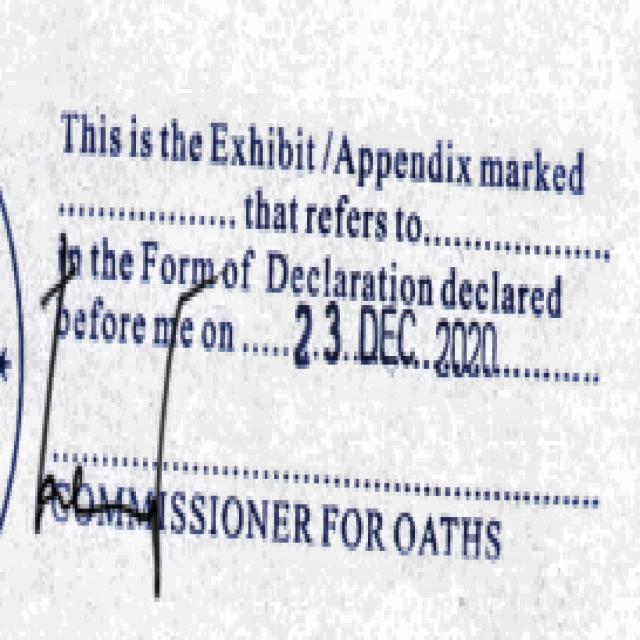 This is the Exhibit / Appendix marked
.................. that refers to...................
in the Form of Declaration declared
before me on ..... 23. DEC. 2020 ..........
............................................................
COMMISSIONER FOR OATHS